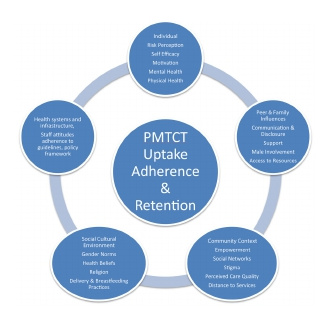 Individual
Risk Perception
Self Efficacy
Motivation
Mental Health
Physical Health
Peer & Family
Influences
Communication &
Disclosure
Support
Male Involvement
Access to Resources
Community Context
Empowerment
Social Networks
Stigma
Perceived Care Quality
Distance to Services
Social Cultural
Environment
Gender Norms
Health Beliefs
Religion
Delivery & Breastfeeding
Practices
Health systems and
infrastructure,
Staff attitudes
adherence to
guidelines, policy
framework
PMTCT
Uptake
Adherence
&
Retention